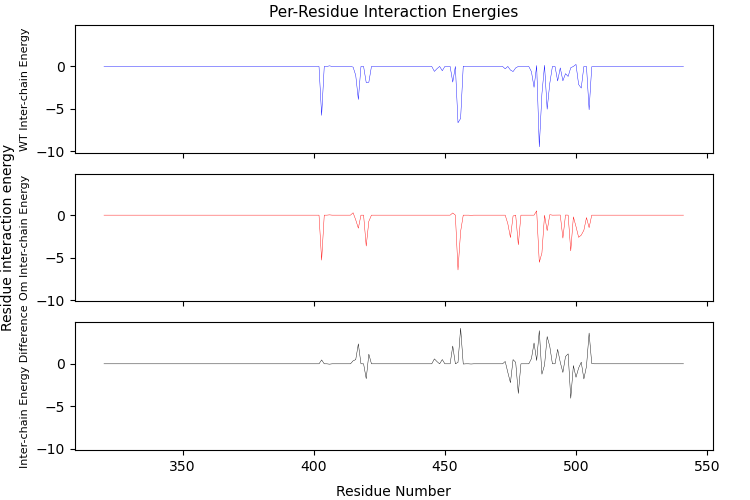 Per-Residue Interaction Energies
Residue interaction energy
WT Inter-chain Energy
0
−5
−10
Om Inter-chain Energy
0
−5
−10
Inter-chain Energy Difference
0
−5
−10
350
400
450
500
550
Residue Number